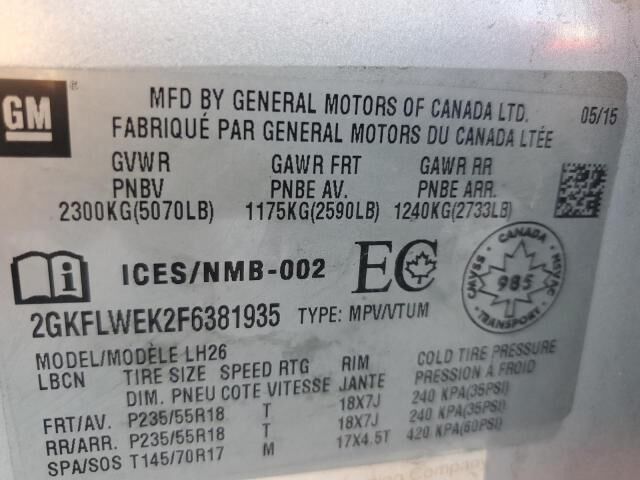 GM
MFD BY GENERAL MOTORS OF CANADA LTD. 05/15
FABRIQUÉ PAR GENERAL MOTORS DU CANADA LTÉE
GVWR GAWR FRT GAWR RR
PNBV PNBE AV. PNBE ARR.
2300KG(5070LB) 1175KG(2590LB) 1240KG(2733LB)
ICES/NMB-002 EC
CANADA
CMVSS 985 NSVAC
TRANSPORT
2GKFLWEK2F6381935 TYPE: MPV/VTUM
MODEL/MODÈLE LH26
LBCN TIRE SIZE SPEED RTG RIM COLD TIRE PRESSURE
DIM. PNEU COTE VITESSE JANTE PRESSION A FROID
FRT/AV. P235/55R18 T 18X7J 240 KPA(35PSI)
RR/ARR. P235/55R18 T 18X7J 240 KPA(35PSI)
SPA/SOS T145/70R17 M 17X4.5T 420 KPA(60PSI)
Company